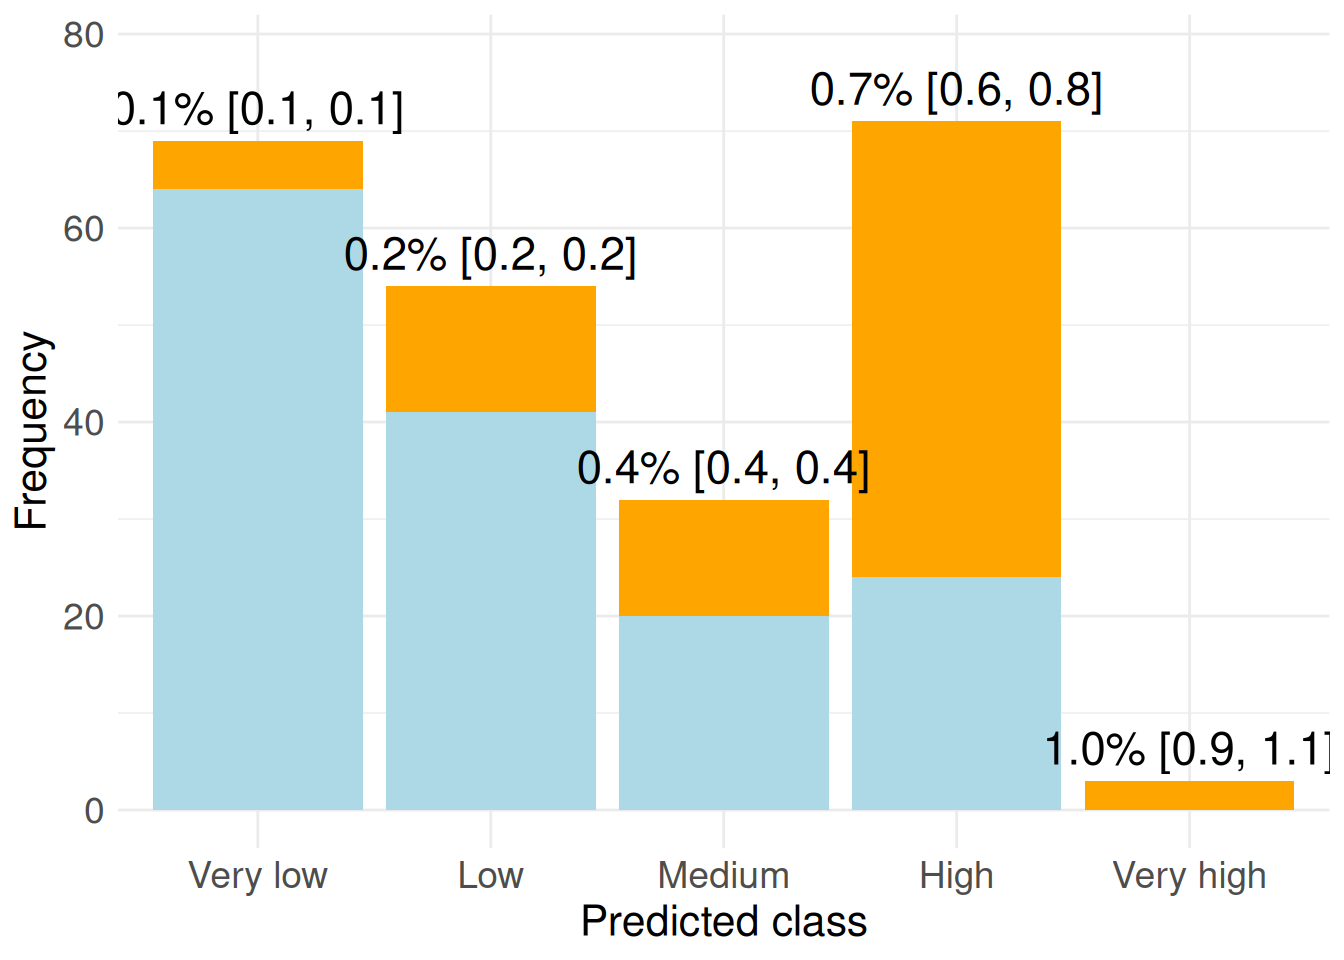 80
0.7% [0.6, 0.8]
0.1% [0.1, 0.1]
60
0.2% [0.2, 0.2]
0.4% [0.4, 0.4]
40
20
1.0% [0.9, 1.1]
0
Frequency
Very low
Low
Medium
High
Very high
Predicted class